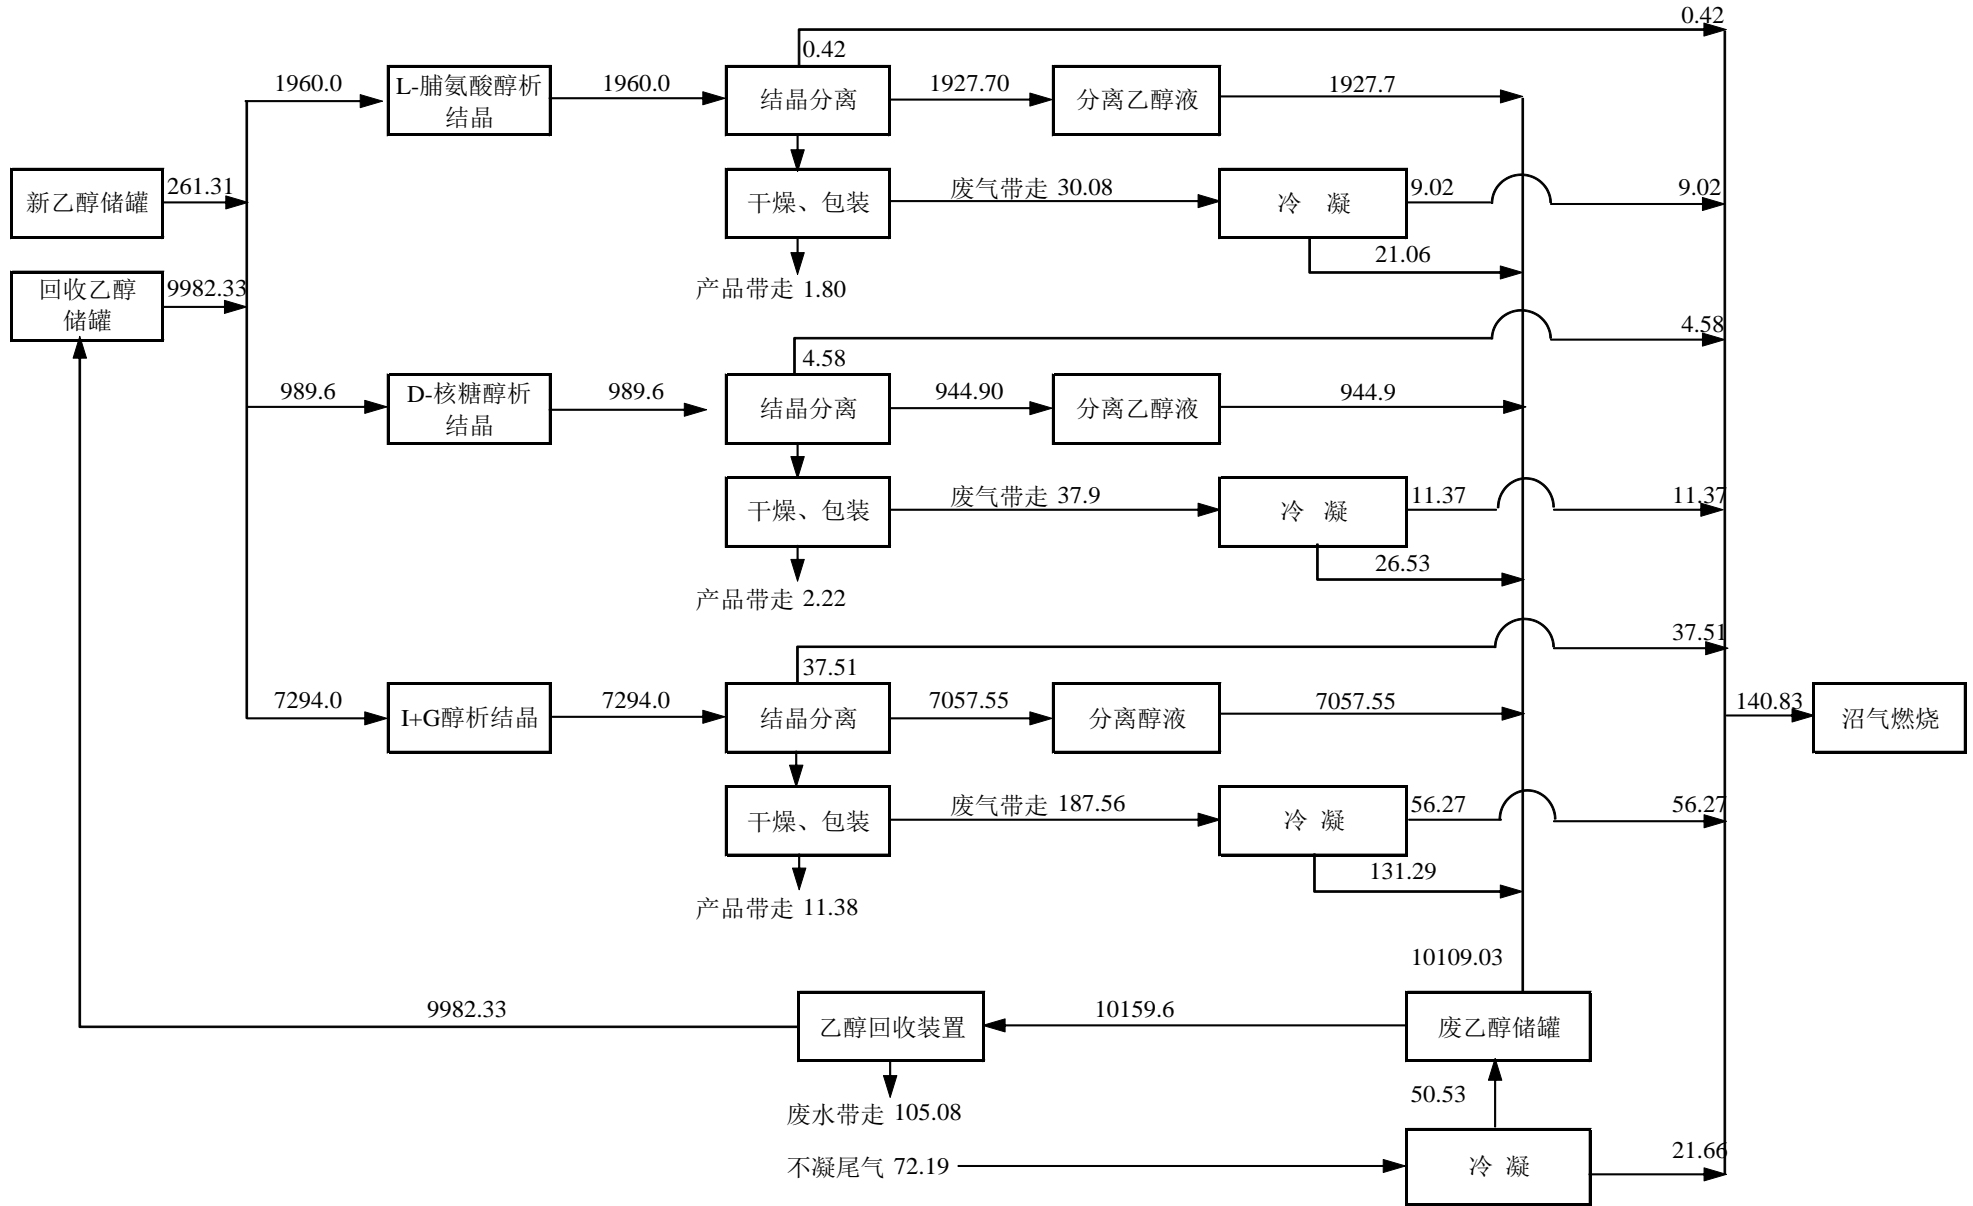 0.42
0.42
1960.0
L-脯氨酸醇析
结晶
1960.0
结晶分离
1927.70
分离乙醇液
1927.7
新乙醇储罐
261.31
干燥、包装
废气带走 30.08
冷 凝
9.02
9.02
21.06
产品带走 1.80
回收乙醇
储罐
9982.33
4.58
4.58
989.6
D-核糖醇析
结晶
989.6
结晶分离
944.90
分离乙醇液
944.9
干燥、包装
废气带走 37.9
冷 凝
11.37
11.37
26.53
产品带走 2.22
37.51
37.51
7294.0
I+G醇析结晶
7294.0
结晶分离
7057.55
分离醇液
7057.55
140.83
沼气燃烧
干燥、包装
废气带走 187.56
冷 凝
56.27
56.27
131.29
产品带走 11.38
10109.03
9982.33
乙醇回收装置
10159.6
废乙醇储罐
废水带走 105.08
50.53
不凝尾气 72.19
冷 凝
21.66